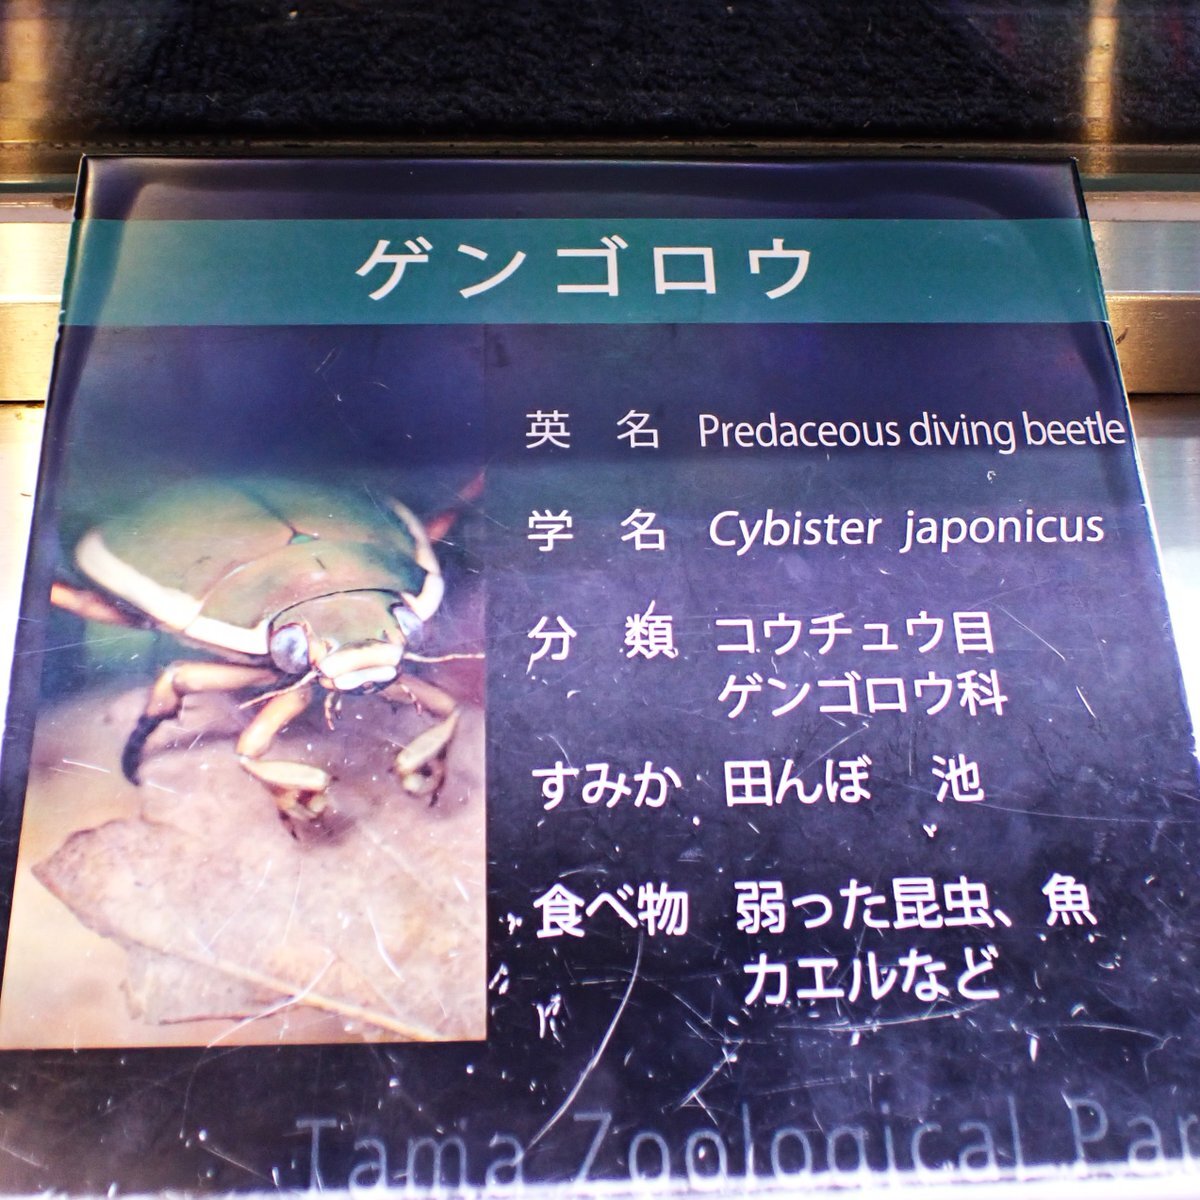 ゲンゴロウ
英名 Predaceous diving beetle
学名 Cybister japonicus
分類 コウチュウ目
ゲンゴロウ科
すみか 田んぼ 池
食べ物 弱った昆虫、魚
カエルなど
Tama Zoological Par